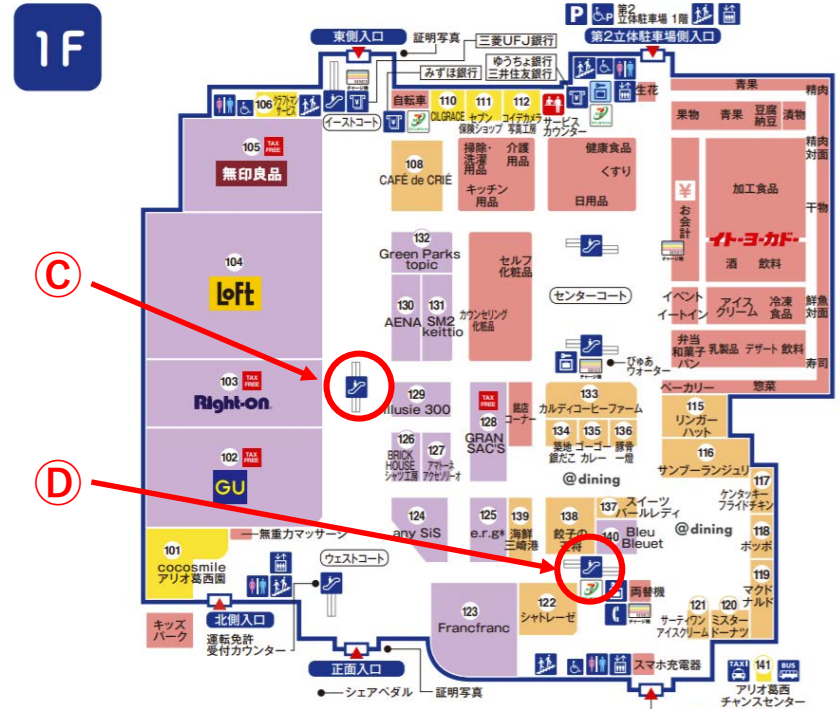 1F
P
第2
立体駐車場 1階
東側入口
証明写真
三菱UFJ銀行
みずほ銀行
ゆうちょ銀行
三井住友銀行
第2立体駐車場側入口
106
クラフトマン
サービス
イーストコート
自転車
110
CILGRACE
111
セブン
保険ショップ
112
コイデカメラ
写真工房
サービス
カウンター
生花
青果
精肉
果物
青果
豆腐
納豆
漬物
精肉
対面
105
TAX
FREE
無印良品
108
CAFÉ de CRIÉ
掃除・
洗濯
用品
介護
用品
キッチン
用品
健康食品
くすり
日用品
¥
お会計
加工食品
干物
イトーヨーカドー
酒
飲料
104
LoFt
132
Green Parks
topic
130
AENA
131
SM2
keittio
セルフ
化粧品
カウンセリング
化粧品
センターコート
イベント
イートイン
アイス
クリーム
冷凍
食品
鮮魚
対面
Ⓒ
ぴゅあ
ウォーター
弁当
和菓子
パン
乳製品
デザート
飲料
寿司
ベーカリー
惣菜
103
TAX
FREE
Right-on
129
illusie 300
TAX
FREE
128
GRAN
SAC'S
銘店
コーナー
133
カルディコーヒーファーム
134
築地
銀だこ
135
ゴーゴー
カレー
136
豚骨
一燈
@dining
115
リンガー
ハット
116
サンブーランジュリ
102
TAX
FREE
GU
126
BRICK
HOUSE
シャツ工房
127
アマトーネ
アクセソリーオ
Ⓓ
117
ケンタッキー
フライドチキン
124
any SiS
125
e.r.g*
139
海鮮
三崎港
138
餃子の
王将
137
スイーツ
パールレディ
140
Bleu
Bleuet
@dining
118
ポッポ
119
マクド
ナルド
無重力マッサージ
101
cocosmile
アリオ葛西園
ウェストコート
両替機
123
Francfranc
122
シャトレーゼ
121
サーティワン
アイスクリーム
120
ミスター
ドーナツ
キッズ
パーク
北側入口
運転免許
受付カウンター
正面入口
シェアペダル
証明写真
スマホ充電器
TAXI
141
BUS
アリオ葛西
チャンスセンター